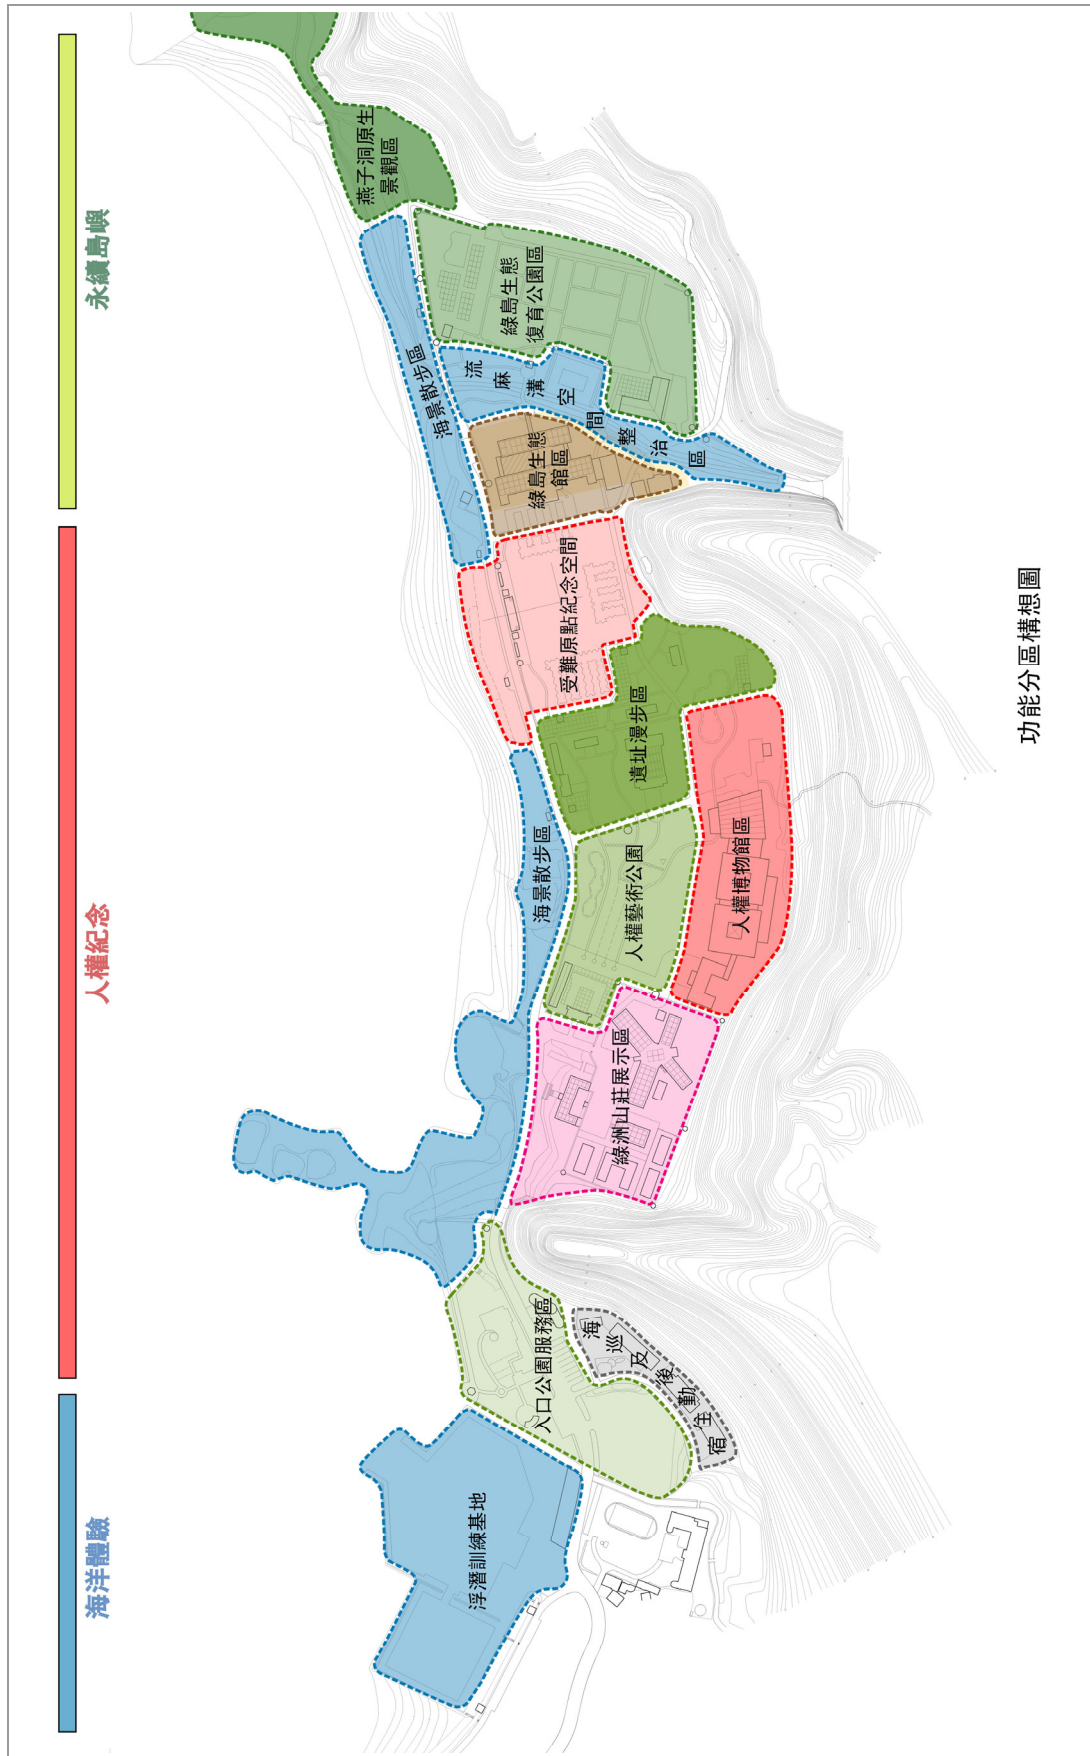 海洋體驗
人權紀念
永續島嶼
浮潛訓練基地
入口公園服務區
海巡及後勤住宿
綠洲山莊展示區
海景散步區
人權藝術公園
人權博物館區
遺址漫步區
受難原點紀念空間
海景散步區
綠島生態
館區
流麻溝空間整治區
綠島生態
復育公園區
燕子洞原生
景觀區
功能分區構想圖